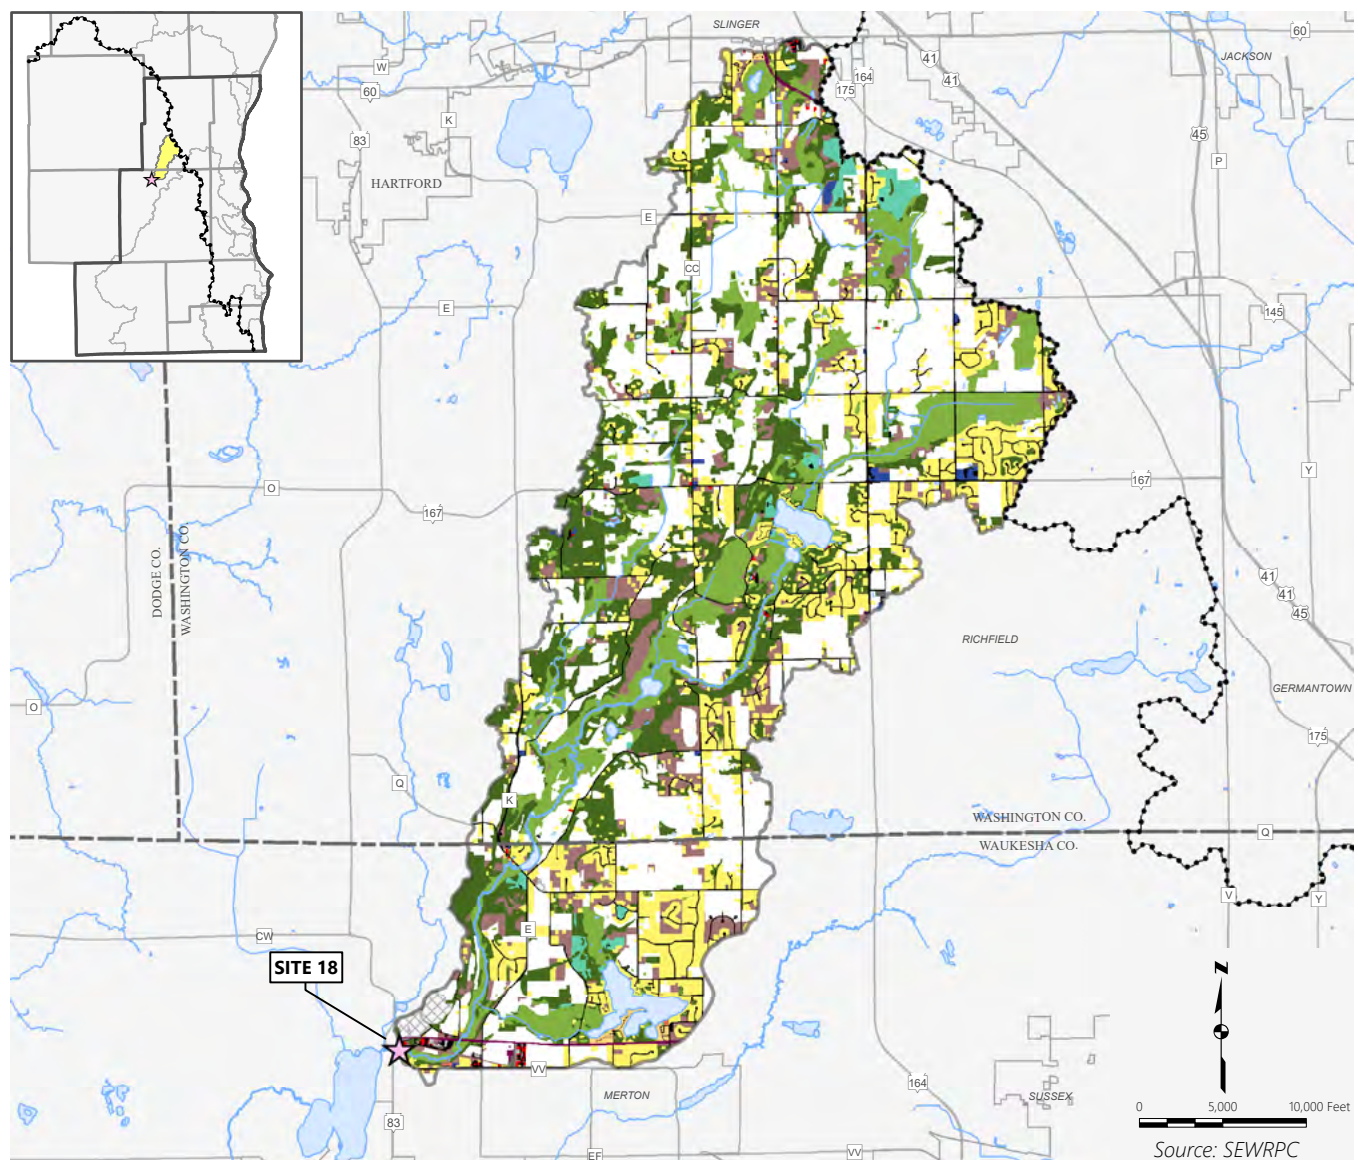 SLINGER
60
41
JACKSON
W
164
41
60
175
K
45
83
P
HARTFORD
E
CC
E
145
O
167
Y
167
DODGE CO.
WASHINGTON CO.
41
41
45
RICHFIELD
O
GERMANTOWN
175
Q
K
WASHINGTON CO.
Q
WAUKESHA CO.
V
Y
E
CW
SITE 18
N
VV
164
MERTON
SUSSEX
83
0 5,000 10,000 Feet
EF
VV
Source: SEWRPC